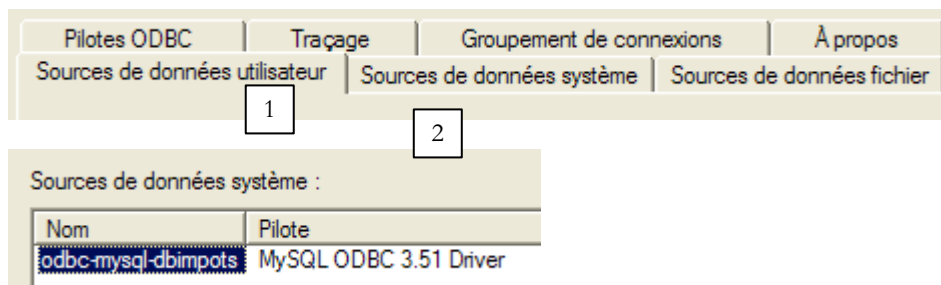 Pilotes ODBC Traçage Groupement de connexions À propos
Sources de données utilisateur Sources de données système Sources de données fichier
1
2
Sources de données système :
Nom Pilote
odbc-mysql-dbimpots MySQL ODBC 3.51 Driver